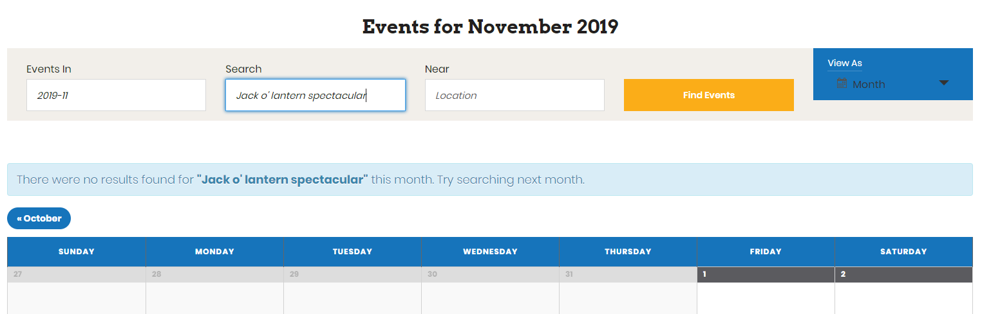 Events for November 2019
Events In
Search
Near
View As
2019-11
Jack o' lantern spectacular
Location
Find Events
Month
There were no results found for "Jack o' lantern spectacular" this month. Try searching next month.
« October
SUNDAY MONDAY TUESDAY WEDNESDAY THURSDAY FRIDAY SATURDAY
27 28 29 30 31 1 2